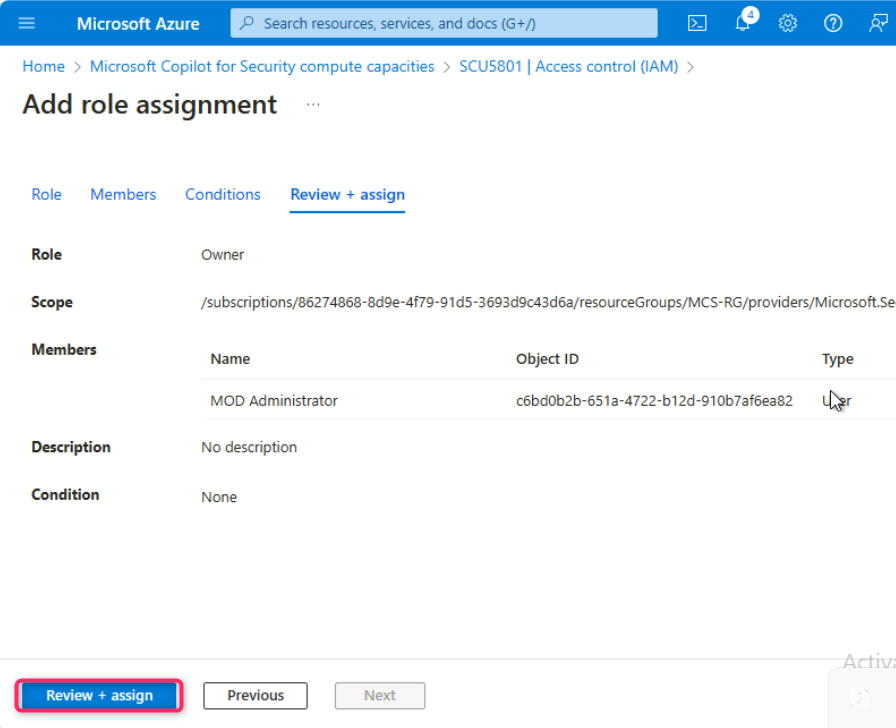 Microsoft Azure
Search resources, services, and docs (G+/)
4
Home > Microsoft Copilot for Security compute capacities > SCU5801 | Access control (IAM) >
Add role assignment ...
Role Members Conditions Review + assign
Role Owner
Scope /subscriptions/86274868-8d9e-4f79-91d5-3693d9c43d6a/resourceGroups/MCS-RG/providers/Microsoft.Se
Members
Name Object ID Type
MOD Administrator c6bd0b2b-651a-4722-b12d-910b7af6ea82 User
Description No description
Condition None
Activa
Review + assign Previous Next